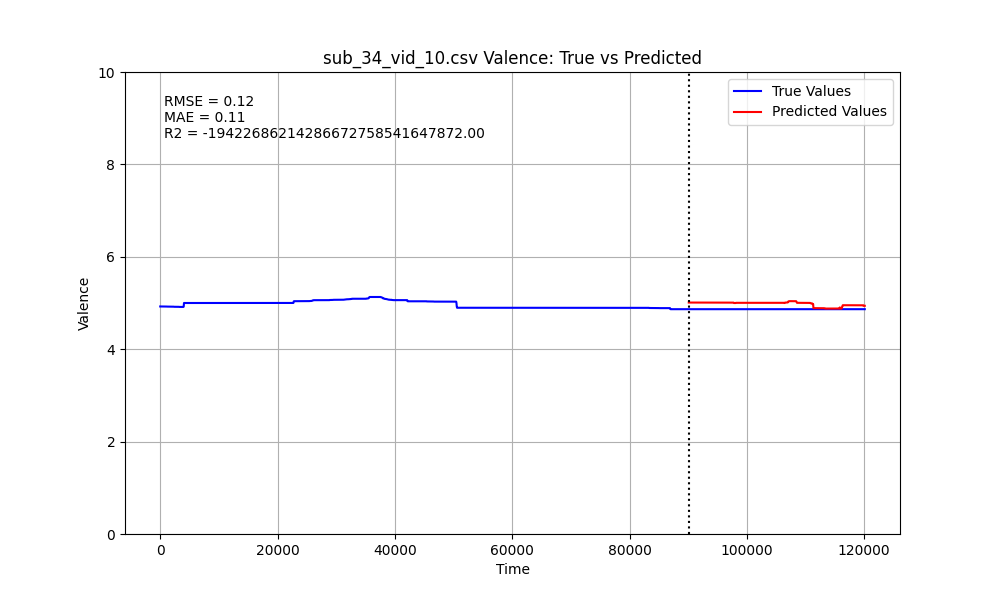 sub_34_vid_10.csv Valence: True vs Predicted
RMSE = 0.12
MAE = 0.11
R2 = -19422686214286672758541647872.00
True Values
Predicted Values
Valence
10
8
6
4
2
0
0
20000
40000
60000
80000
100000
120000
Time